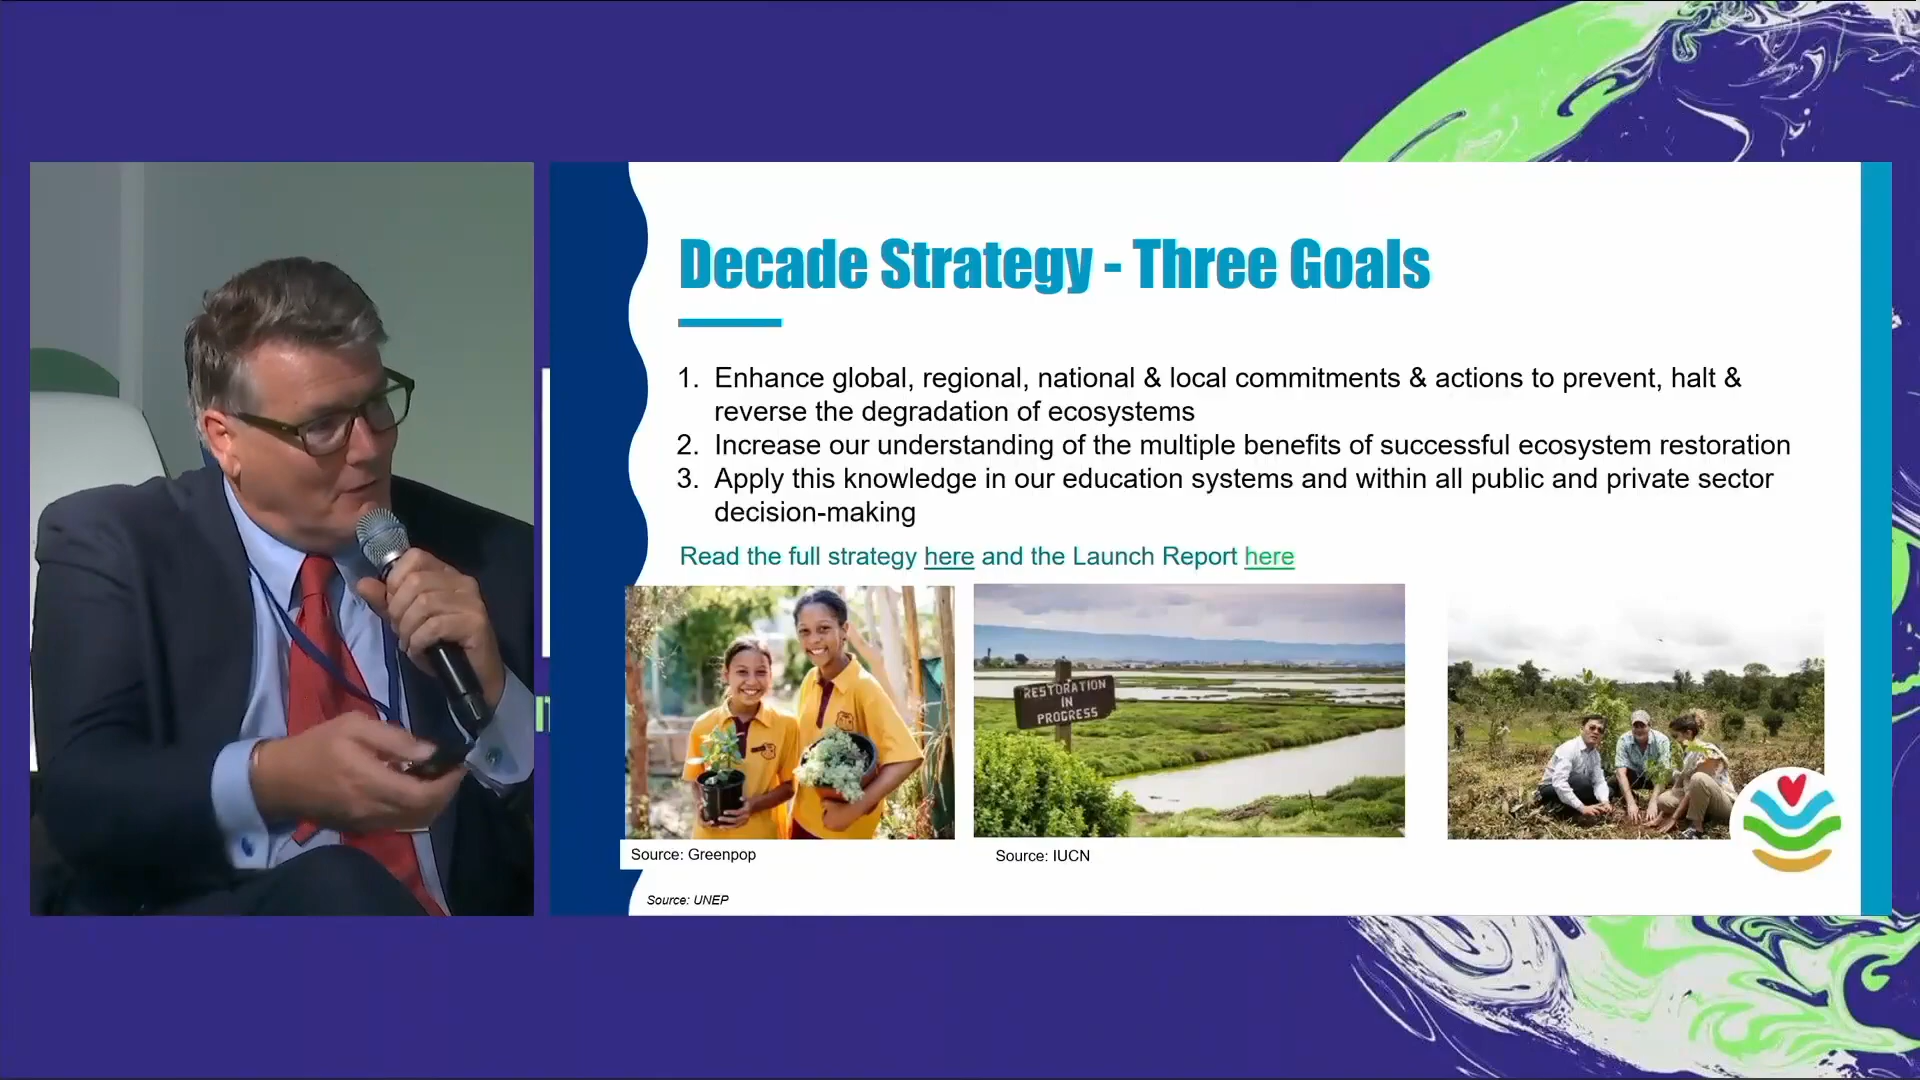 Decade Strategy - Three Goals
1. Enhance global, regional, national & local commitments & actions to prevent, halt &
reverse the degradation of ecosystems
2. Increase our understanding of the multiple benefits of successful ecosystem restoration
3. Apply this knowledge in our education systems and within all public and private sector
decision-making
Read the full strategy here and the Launch Report here
RESTORATION
IN
PROGRESS
Source: Greenpop
Source: IUCN
Source: UNEP